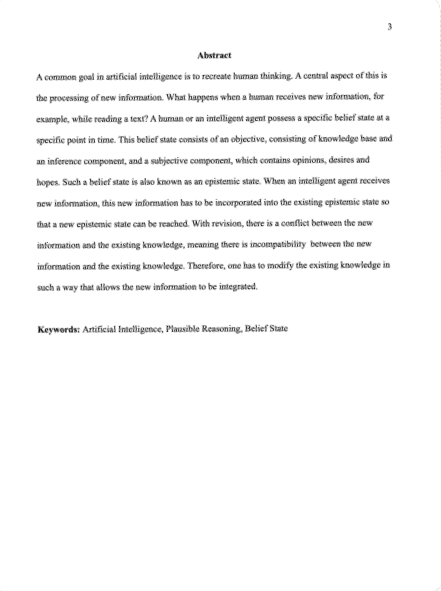 3
Abstract
A common goal in artificial intelligence is to recreate human thinking. A central aspect of this is
the processing of new information. What happens when a human receives new information, for
example, while reading a text? A human or an intelligent agent possess a specific belief state at a
specific point in time. This belief state consists of an objective, consisting of knowledge base and
an inference component, and a subjective component, which contains opinions, desires and
hopes. Such a belief state is also known as an epistemic state. When an intelligent agent receives
new information, this new information has to be incorporated into the existing epistemic state so
that a new epistemic state can be reached. With revision, there is a conflict between the new
information and the existing knowledge, meaning there is incompatibility between the new
information and the existing knowledge. Therefore, one has to modify the existing knowledge in
such a way that allows the new information to be integrated.
Keywords: Artificial Intelligence, Plausible Reasoning, Belief State